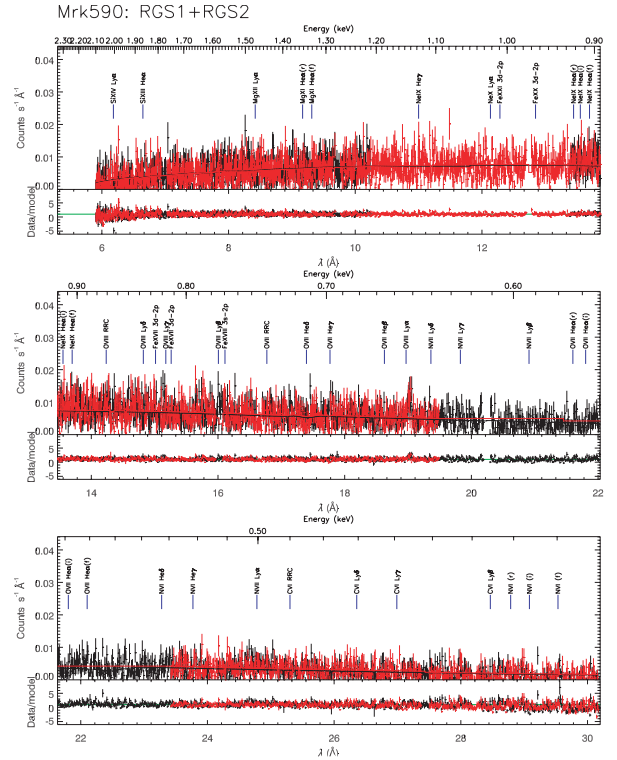 Mrk590: RGS1+RGS2
Energy (keV)
2.30 2.20 2.10 2.00 1.90 1.80 1.70 1.60 1.50 1.40 1.30 1.20 1.10 1.00 0.90
SiXIV Lyα SiXIII Heα MgXII Lyα MgXI Heα(r) MgXI Heα(f) NeIX Heγ NeX Lyα FeXXI 3d-2p FeXX 3d-2p NeIX Heα(r) NeIX Heα(i) NeIX Heα(f)
Counts s⁻¹ Å⁻¹
0.04
0.03
0.02
0.01
0.00
Data/model
5
0
-5
6 8 10 12
λ (Å)
Energy (keV)
0.90 0.80 0.70 0.60
NeIX Heα(i) NeIX Heα(f) OVIII RRC OVIII Lyδ FeXVII 3d-2p OVIII Lyγ FeXVII 3d-2p OVIII Lyβ FeXVII 3s-2p OVII RRC OVII Heδ OVII Heγ OVII Heβ OVIII Lyα NVII Lyδ NVII Lyγ NVII Lyβ OVII Heα(r) OVII Heα(i)
Counts s⁻¹ Å⁻¹
0.04
0.03
0.02
0.01
0.00
Data/model
5
0
-5
14 16 18 20 22
λ (Å)
Energy (keV)
0.50
OVII Heα(i) OVII Heα(f) NVI Heδ NVI Heγ NVII Lyα CVI RRC CVI Lyδ CVI Lyγ CVI Lyβ NVI (r) NVI (i) NVI (f)
Counts s⁻¹ Å⁻¹
0.04
0.03
0.02
0.01
0.00
Data/model
5
0
-5
22 24 26 28 30
λ (Å)